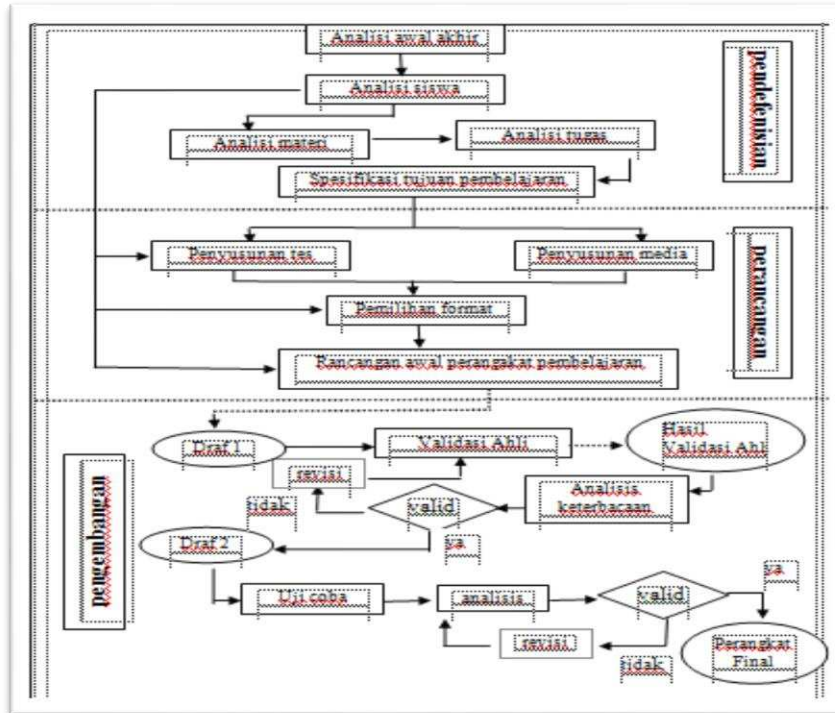 Analisi awal akhir
pendefenisian
Analisi siswa
Analisi tugas
Analisi materi
Spesifikasi tujuan pembelajaran
perancangan
Penyusunan tes
Penyusunan media
Pemilihan format
Rancangan awal perangakat pembelajaran
pengembangan
Draf 1
Validasi Ahli
Hasil
Validasi Ahli
revisi
Analisis
keterbacaan
tidak
valid
Draf 2
ya
Uji coba
analisis
valid
ya
revisi
tidak
Perangkat
Final